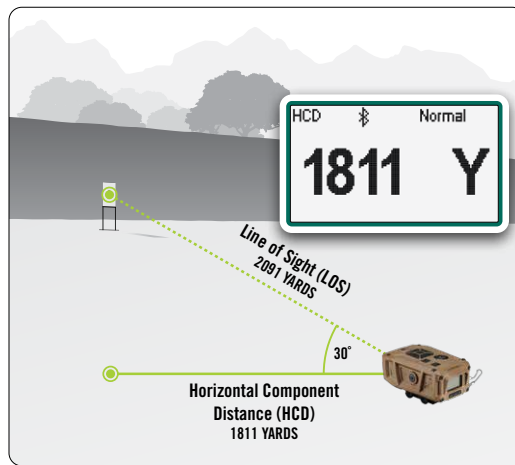 HCD Normal
1811 Y
Line of Sight (LOS)
2091 YARDS
30°
Horizontal Component
Distance (HCD)
1811 YARDS